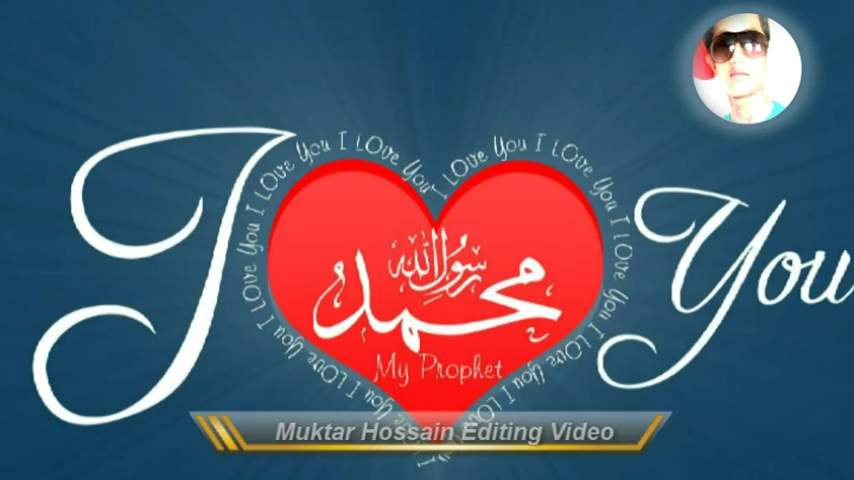 I You
I LOve You I LOve You I LOve You I LOve You I LOve You I LOve You I LOve You
رسول الله
محمد
My Prophet
Muktar Hossain Editing Video